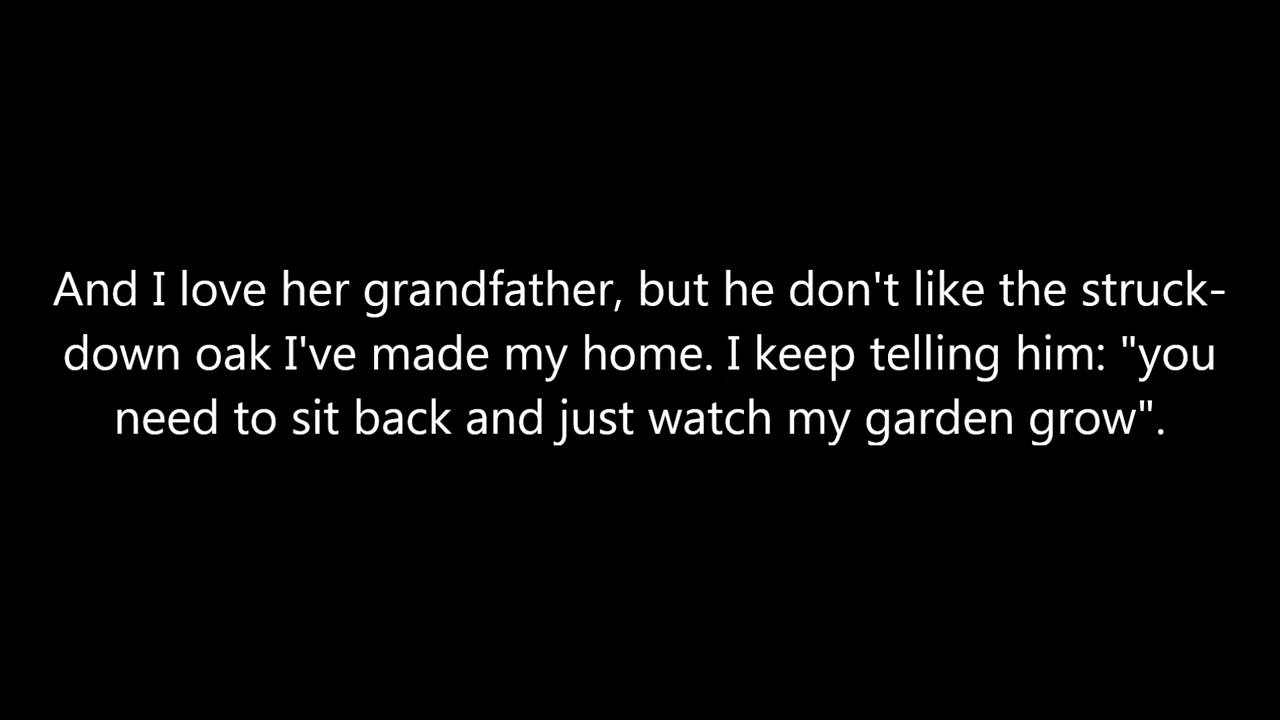 And I love her grandfather, but he don't like the struck-
down oak I've made my home. I keep telling him: "you
need to sit back and just watch my garden grow".